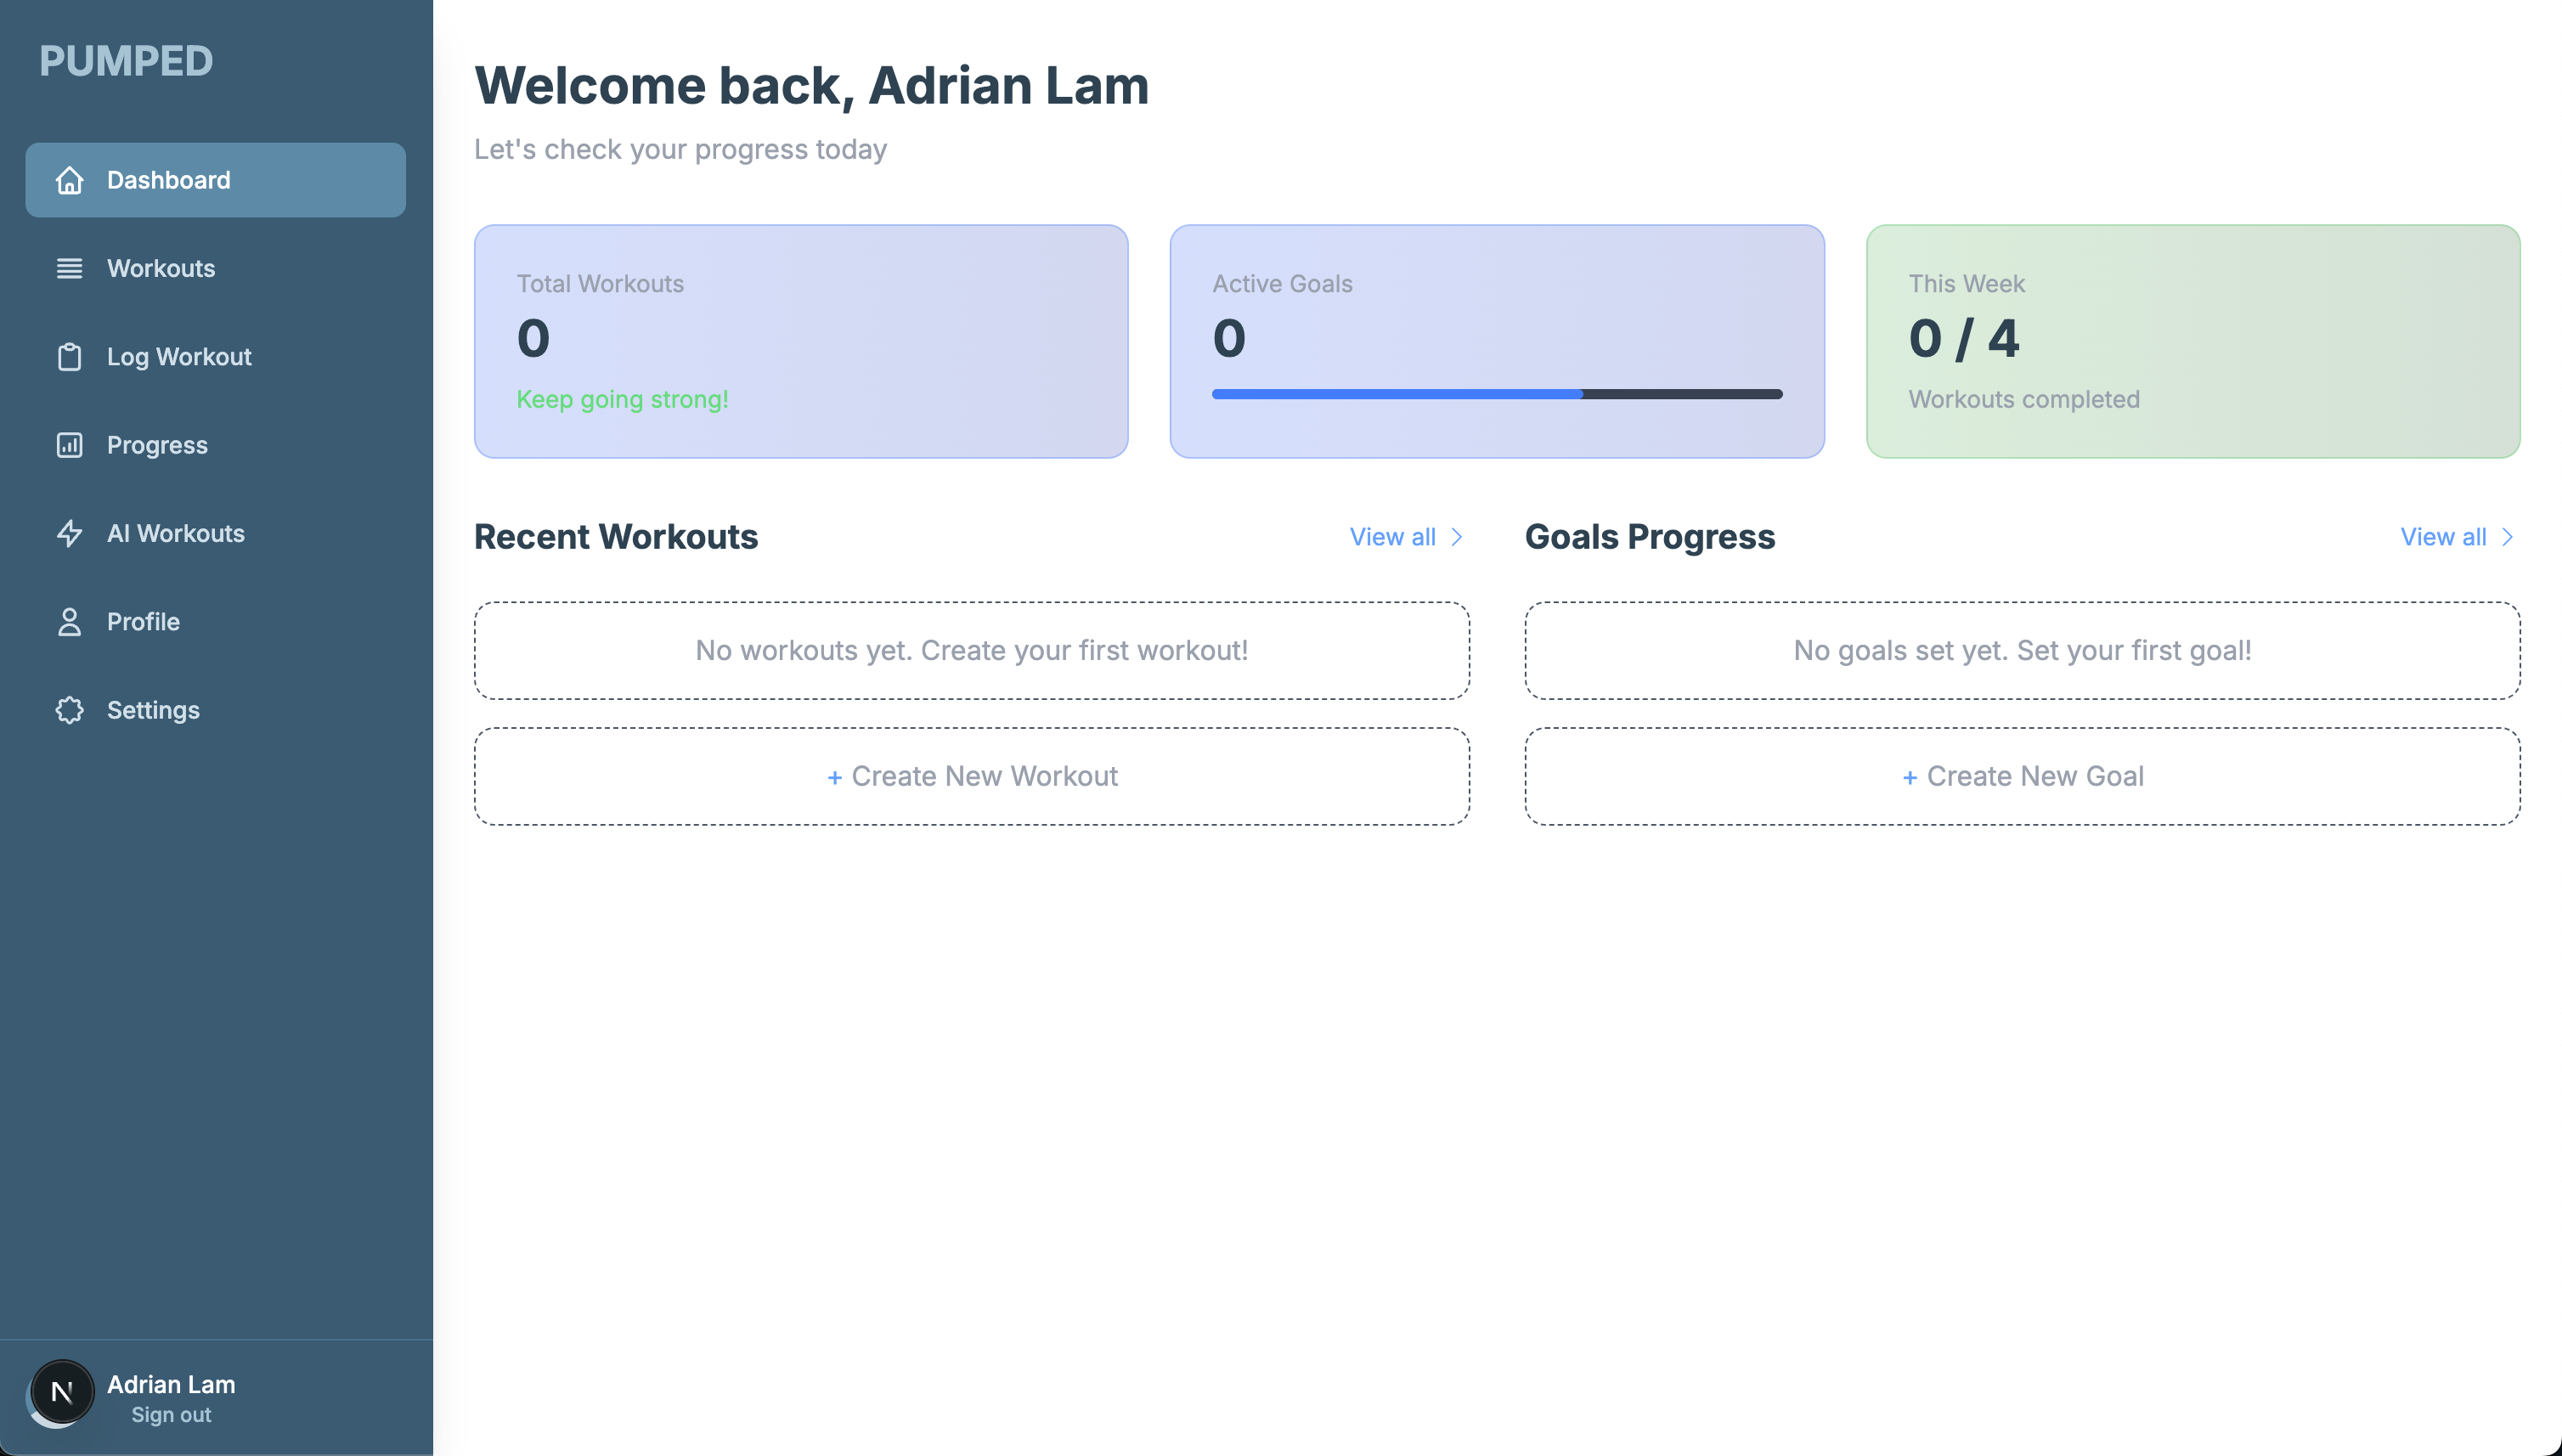 PUMPED
Dashboard
Workouts
Log Workout
Progress
AI Workouts
Profile
Settings
N
Adrian Lam
Sign out
Welcome back, Adrian Lam
Let's check your progress today
Total Workouts
0
Keep going strong!
Active Goals
0
This Week
0 / 4
Workouts completed
Recent Workouts
View all
No workouts yet. Create your first workout!
+ Create New Workout
Goals Progress
View all
No goals set yet. Set your first goal!
+ Create New Goal